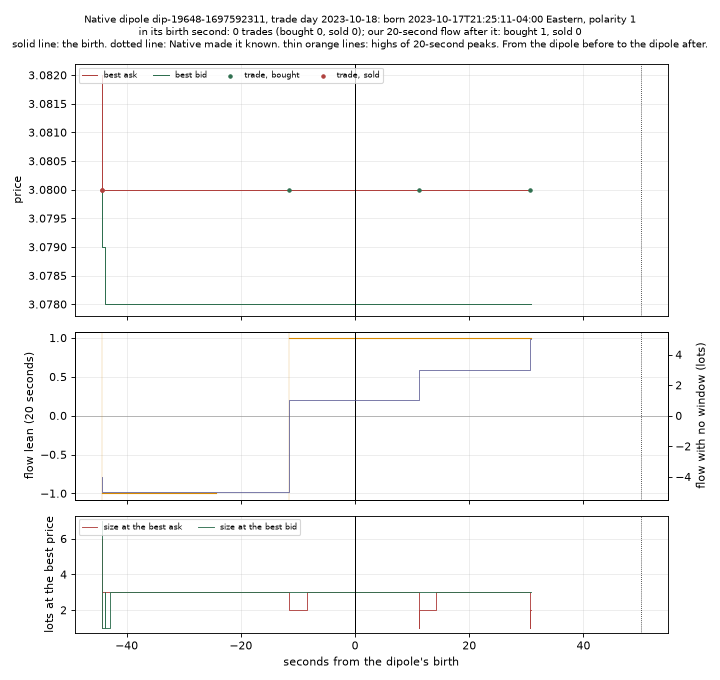 Native dipole dip-19648-1697592311, trade day 2023-10-18: born 2023-10-17T21:25:11-04:00 Eastern, polarity 1
in its birth second: 0 trades (bought 0, sold 0); our 20-second flow after it: bought 1, sold 0
solid line: the birth. dotted line: Native made it known. thin orange lines: highs of 20-second peaks. From the dipole before to the dipole after.
best ask best bid trade, bought trade, sold
3.0820
3.0815
3.0810
3.0805
3.0800
3.0795
3.0790
3.0785
3.0780
price
1.0
0.5
0.0
−0.5
−1.0
flow lean (20 seconds)
4
2
0
−2
−4
flow with no window (lots)
size at the best ask size at the best bid
6
4
2
lots at the best price
−40 −20 0 20 40
seconds from the dipole's birth